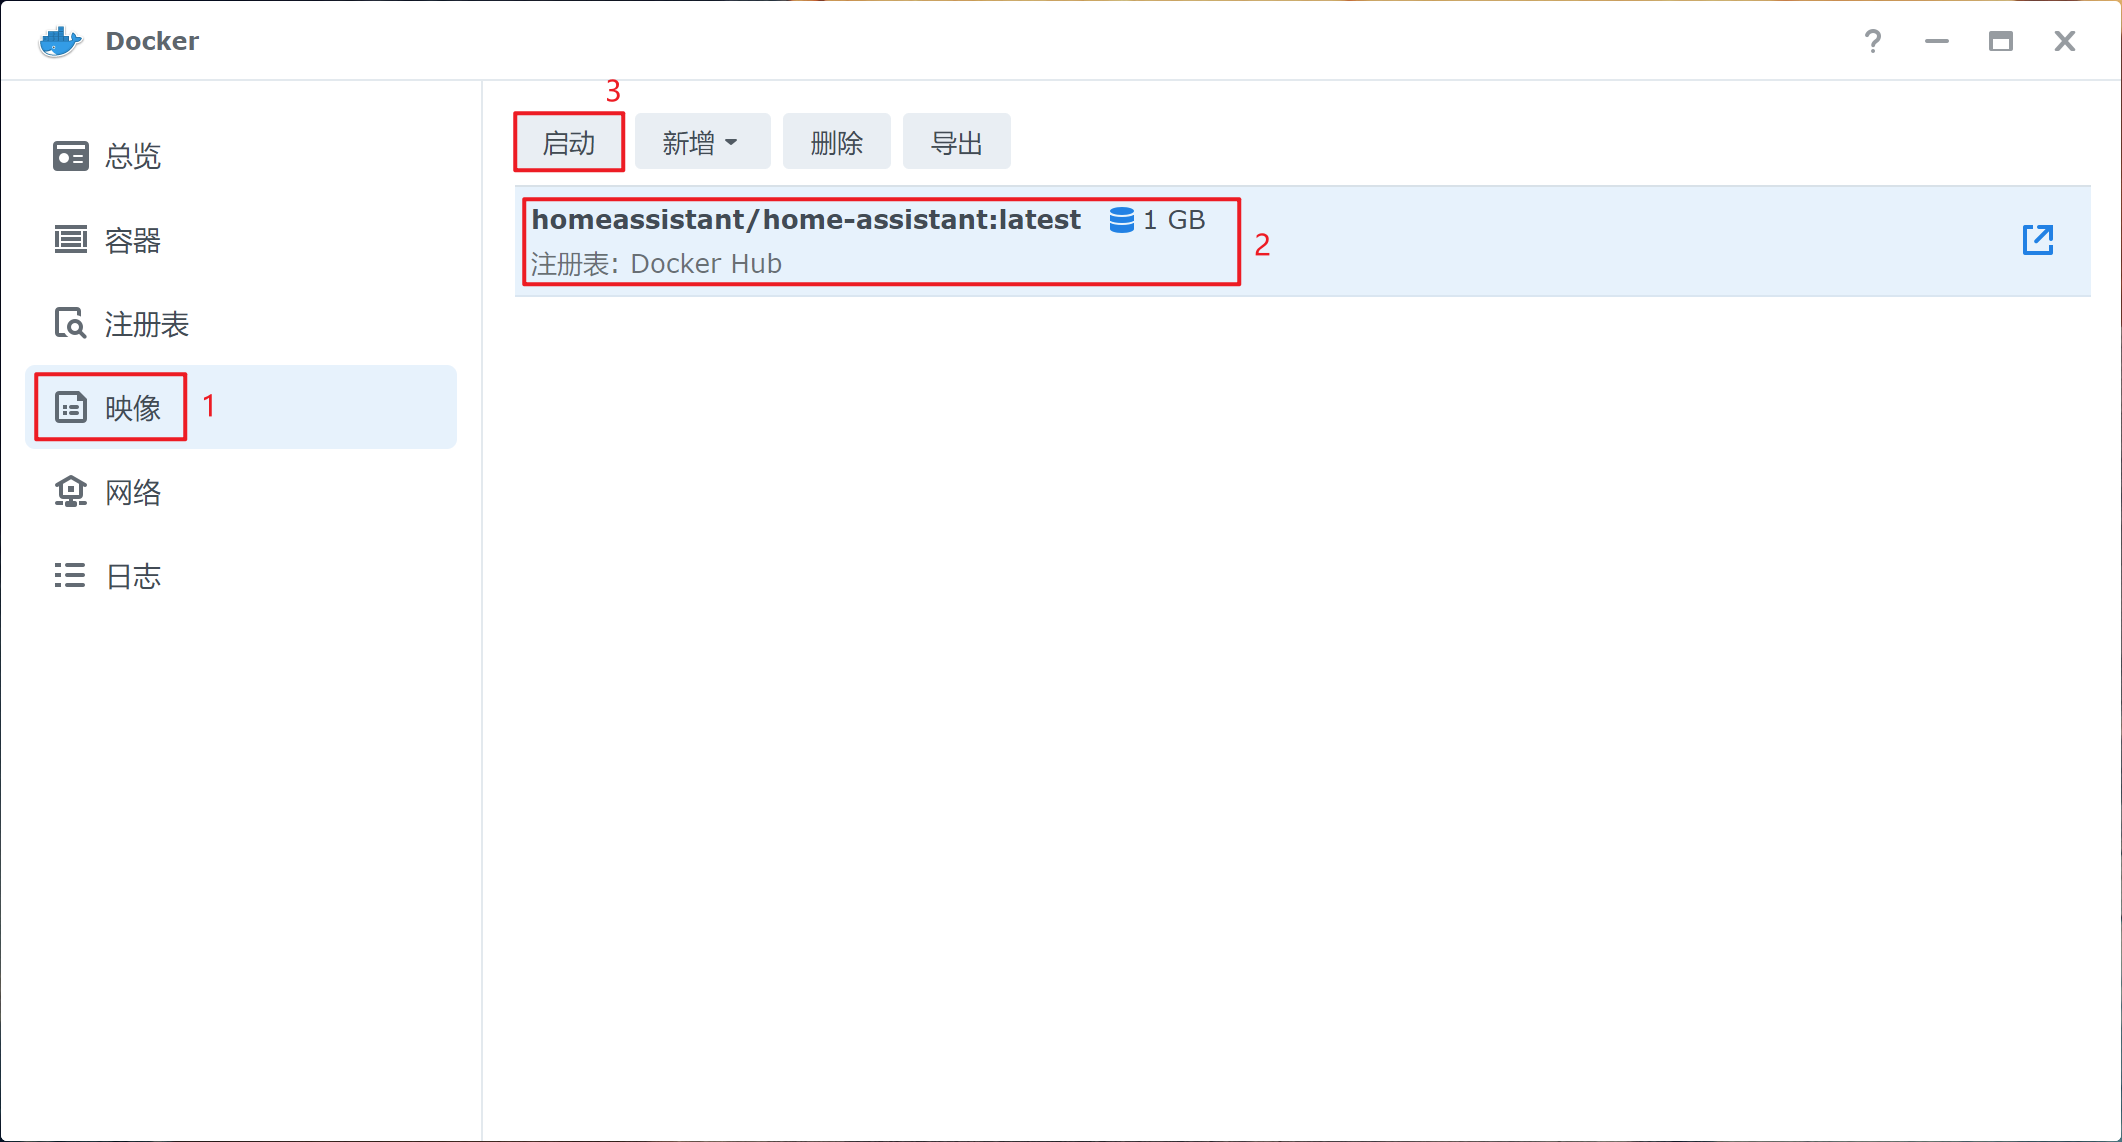 Docker
总览
容器
注册表
映像 1
网络
日志
3
启动 新增 删除 导出
homeassistant/home-assistant:latest 1 GB
注册表: Docker Hub
2